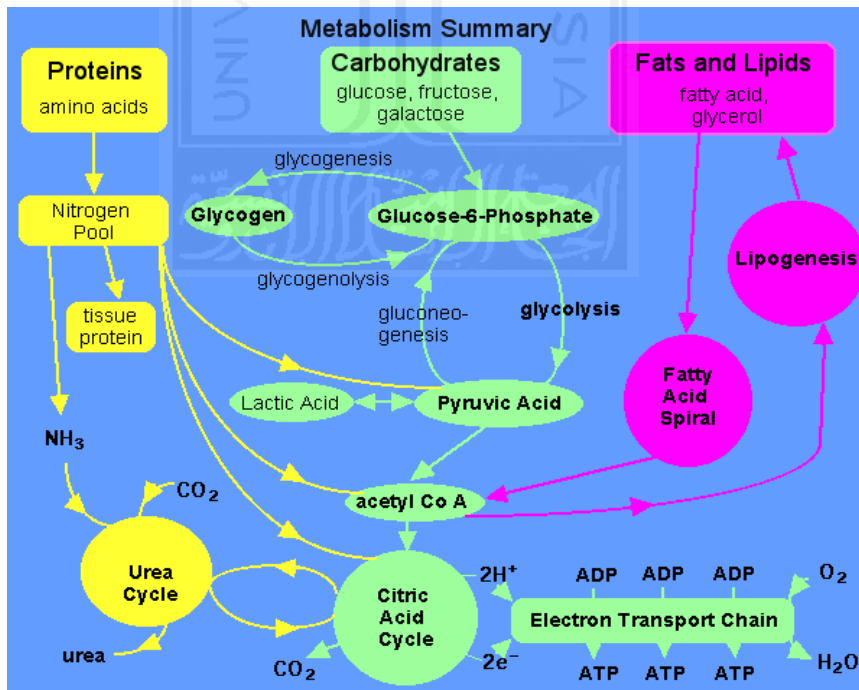 Metabolism Summary
Proteins
amino acids
Carbohydrates
glucose, fructose,
galactose
Fats and Lipids
fatty acid,
glycerol
glycogenesis
Nitrogen
Pool
Glycogen
Glucose-6-Phosphate
Lipogenesis
glycogenolysis
tissue
protein
gluconeo-
genesis
glycolysis
Lactic Acid
Pyruvic Acid
Fatty
Acid
Spiral
NH₃
CO₂
acetyl Co A
Urea
Cycle
Citric
Acid
Cycle
2H⁺
ADP
ADP
ADP
O₂
Electron Transport Chain
urea
CO₂
2e⁻
ATP
ATP
ATP
H₂O